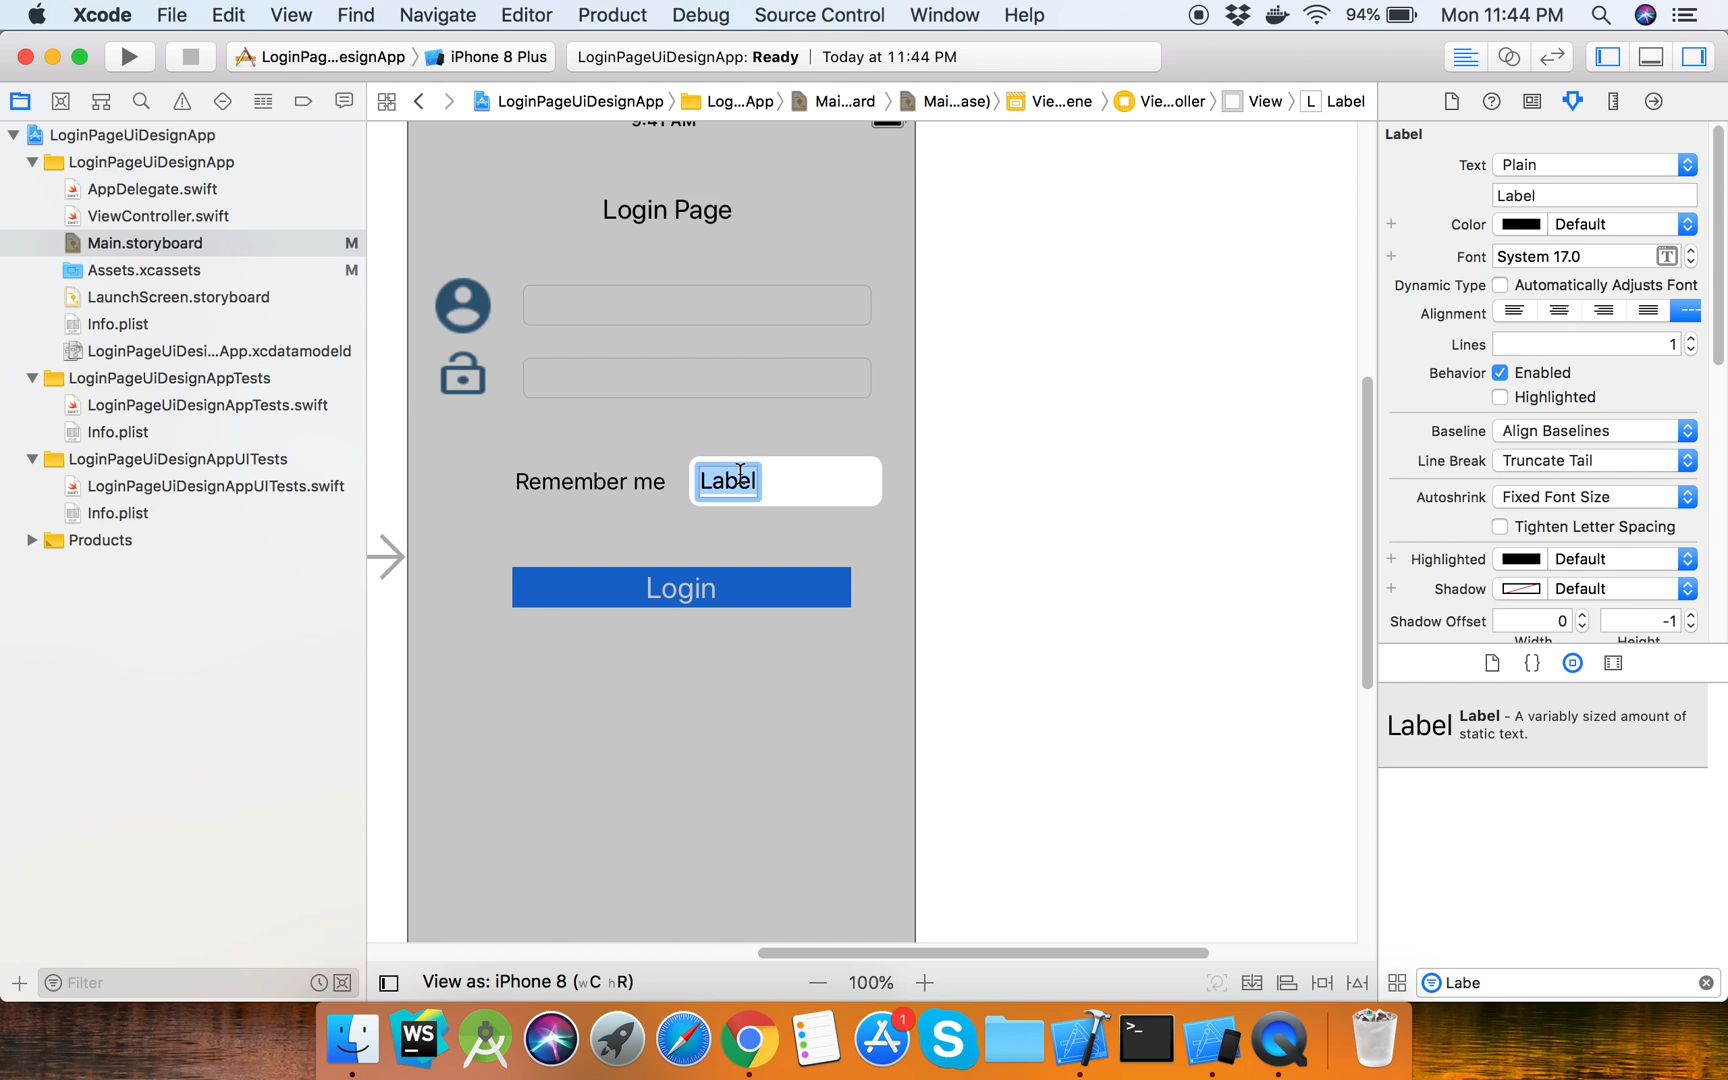 Xcode File Edit View Find Navigate Editor Product Debug Source Control Window Help 94% Mon 11:44 PM
LoginPag...esignApp iPhone 8 Plus LoginPageUiDesignApp: Ready Today at 11:44 PM
LoginPageUiDesignApp Log...App Mai...ard Mai...ase) Vie...ene Vie...oller View L Label
LoginPageUiDesignApp
LoginPageUiDesignApp
AppDelegate.swift
ViewController.swift
Main.storyboard M
Assets.xcassets M
LaunchScreen.storyboard
Info.plist
LoginPageUiDesi...App.xcdatamodeld
LoginPageUiDesignAppTests
LoginPageUiDesignAppTests.swift
Info.plist
LoginPageUiDesignAppUITests
LoginPageUiDesignAppUITests.swift
Info.plist
Products
Filter
9:41 AM
Login Page
Remember me Label
Login
View as: iPhone 8 (wC hR) 100%
Label
Text Plain
Label
Color Default
Font System 17.0 T
Dynamic Type Automatically Adjusts Font
Alignment
Lines 1
Behavior Enabled
Highlighted
Baseline Align Baselines
Line Break Truncate Tail
Autoshrink Fixed Font Size
Tighten Letter Spacing
Highlighted Default
Shadow Default
Shadow Offset 0 -1
Width Height
{}
Label Label - A variably sized amount of
static text.
Labe
WS
1